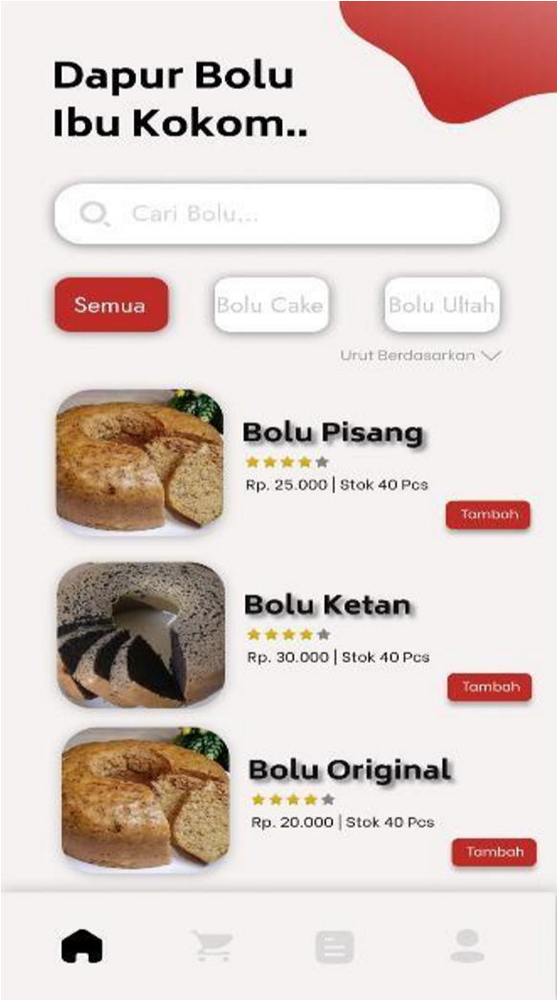 Dapur Bolu
Ibu Kokom..
Cari Bolu...
Semua
Bolu Cake
Bolu Ultah
Urut Berdasarkan
Bolu Pisang
Rp. 25.000 | Stok 40 Pcs
Tambah
Bolu Ketan
Rp. 30.000 | Stok 40 Pcs
Tambah
Bolu Original
Rp. 20.000 | Stok 40 Pcs
Tambah